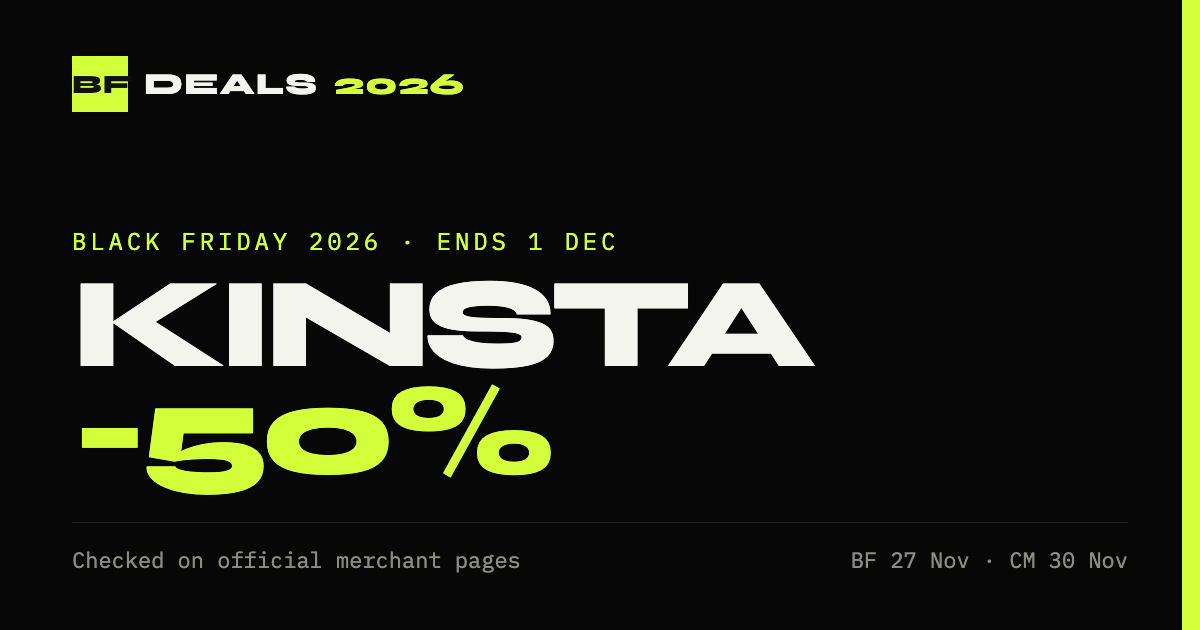 BF DEALS 2026
BLACK FRIDAY 2026 · ENDS 1 DEC
KINSTA
-50%
Checked on official merchant pages
BF 27 Nov · CM 30 Nov